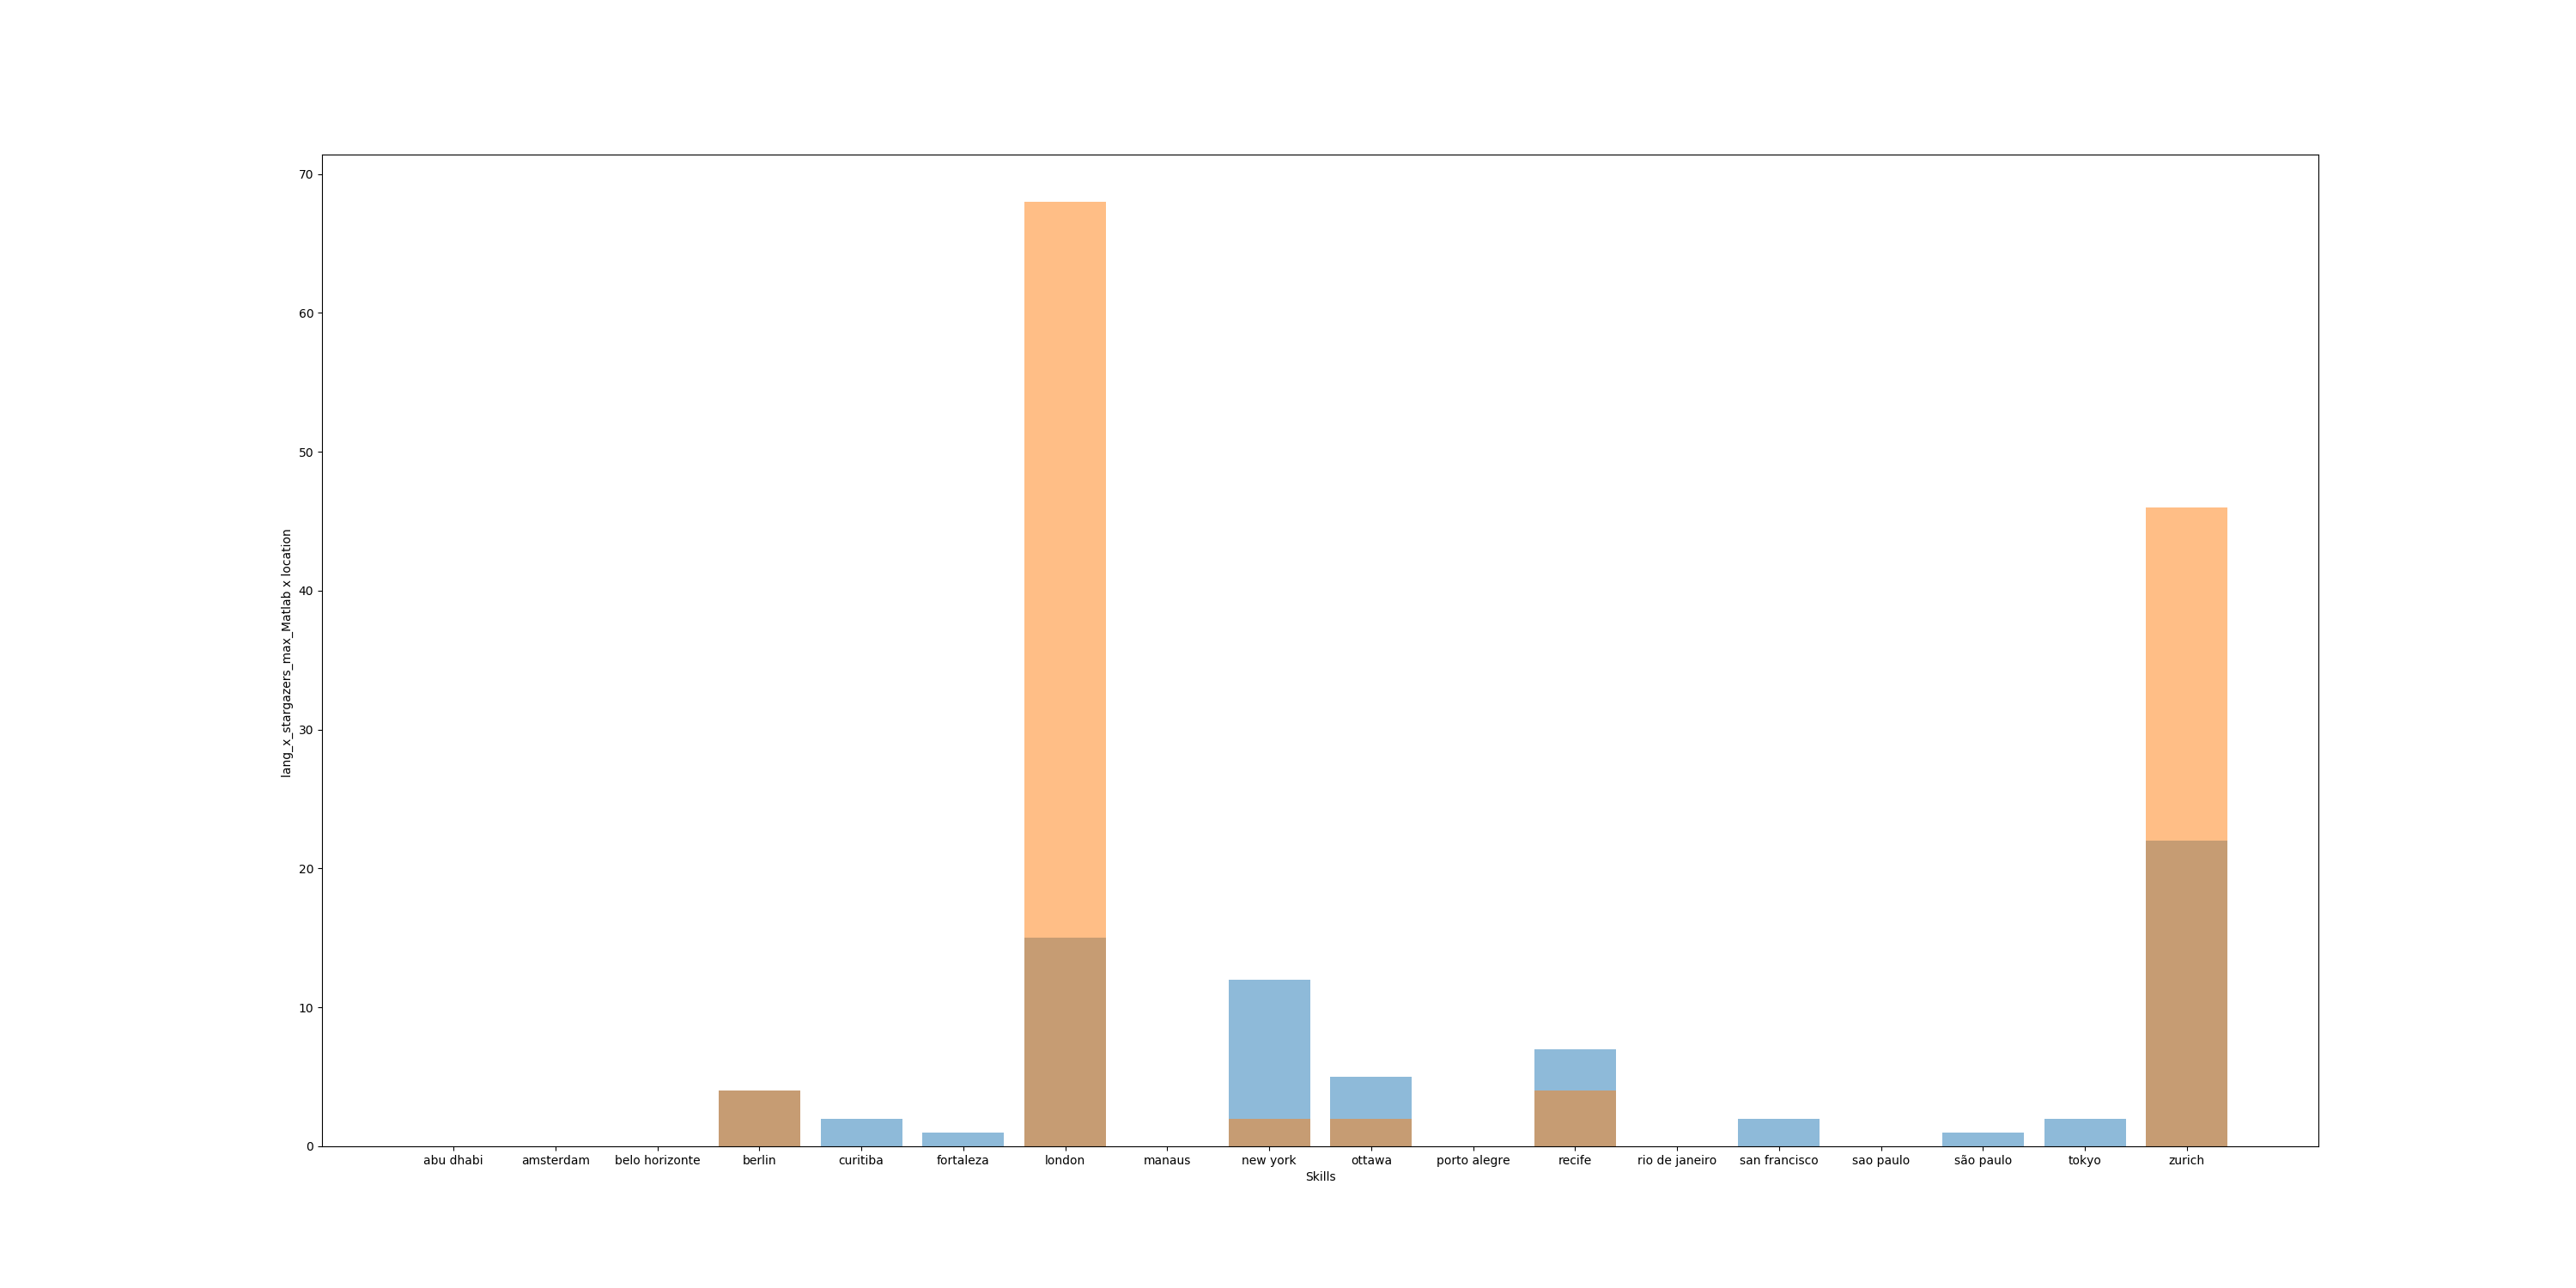 70
60
50
40
30
20
10
0
lang_x_stargazers_max_Matlab x location
abu dhabi amsterdam belo horizonte berlin curitiba fortaleza london manaus new york ottawa porto alegre recife rio de janeiro san francisco sao paulo são paulo tokyo zurich
Skills